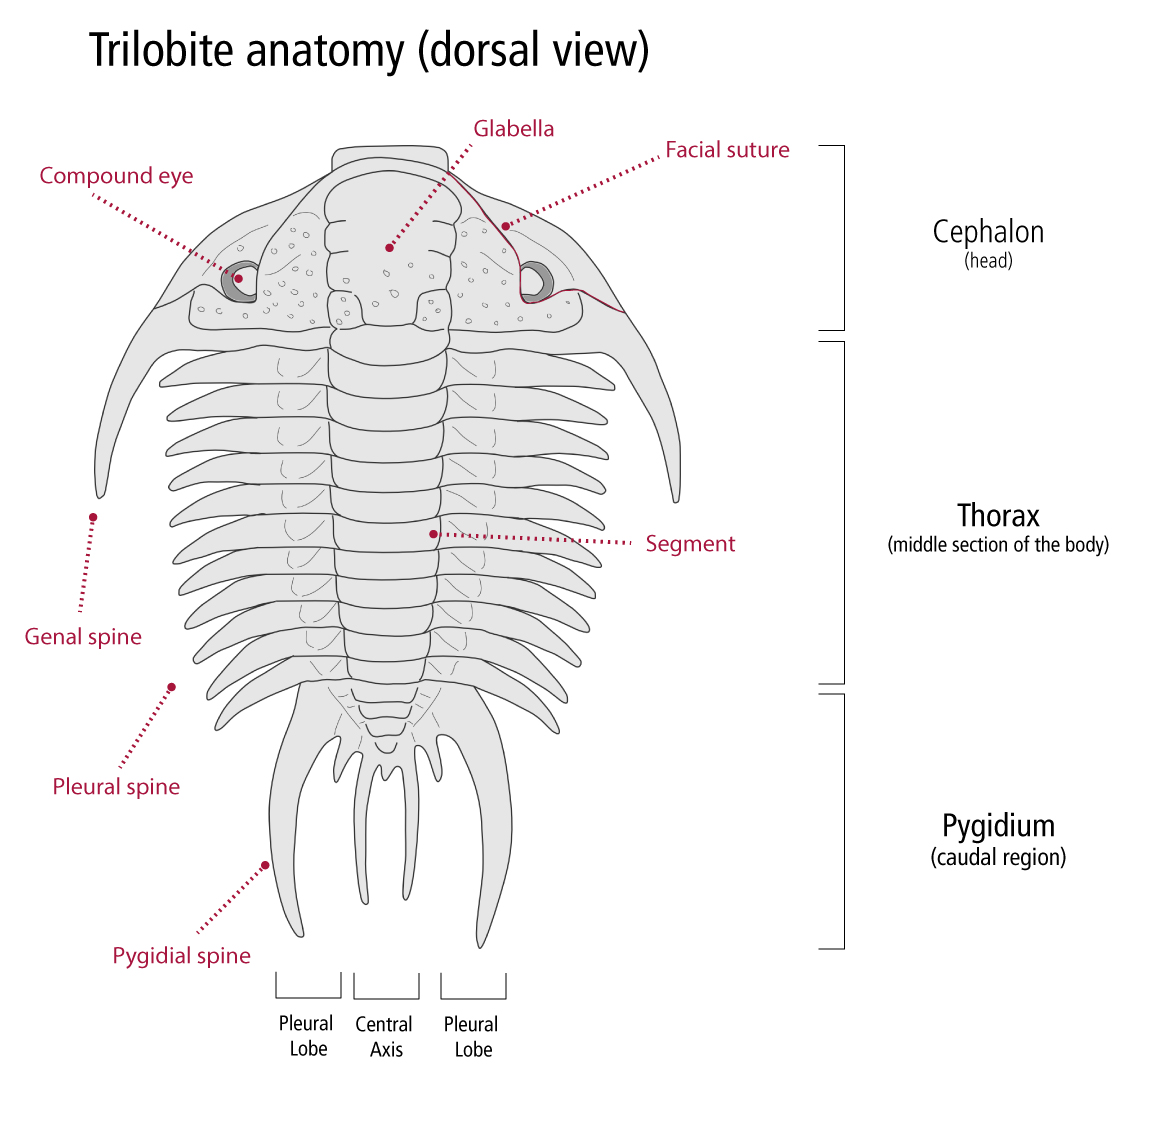 Trilobite anatomy (dorsal view)
Glabella
Facial suture
Compound eye
Cephalon
(head)
Thorax
(middle section of the body)
Segment
Genal spine
Pleural spine
Pygidium
(caudal region)
Pygidial spine
Pleural
Lobe
Central
Axis
Pleural
Lobe